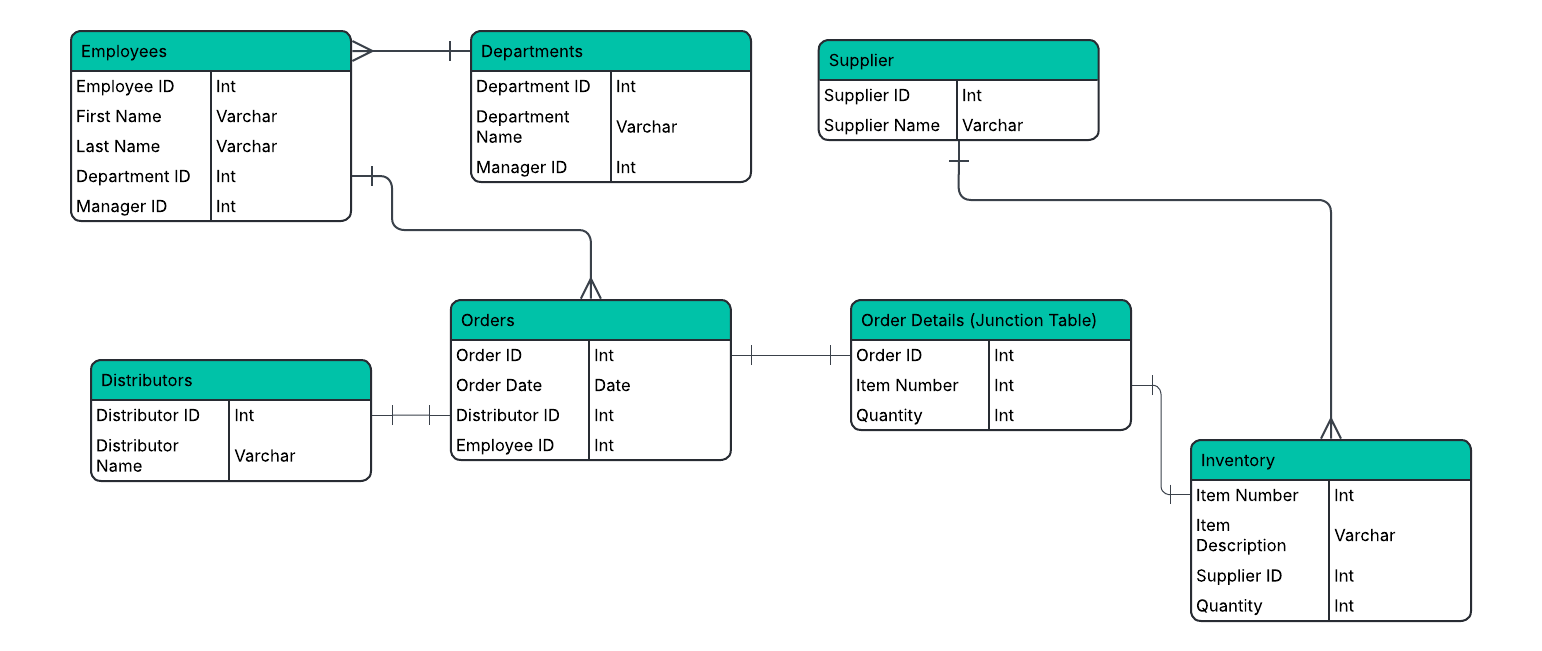 Employees
Employee ID Int
First Name Varchar
Last Name Varchar
Department ID Int
Manager ID Int
Departments
Department ID Int
Department
Name
Varchar
Manager ID Int
Supplier
Supplier ID Int
Supplier Name Varchar
Orders
Order ID Int
Order Date Date
Distributor ID Int
Employee ID Int
Order Details (Junction Table)
Order ID Int
Item Number Int
Quantity Int
Distributors
Distributor ID Int
Distributor
Name
Varchar
Inventory
Item Number Int
Item
Description
Varchar
Supplier ID Int
Quantity Int